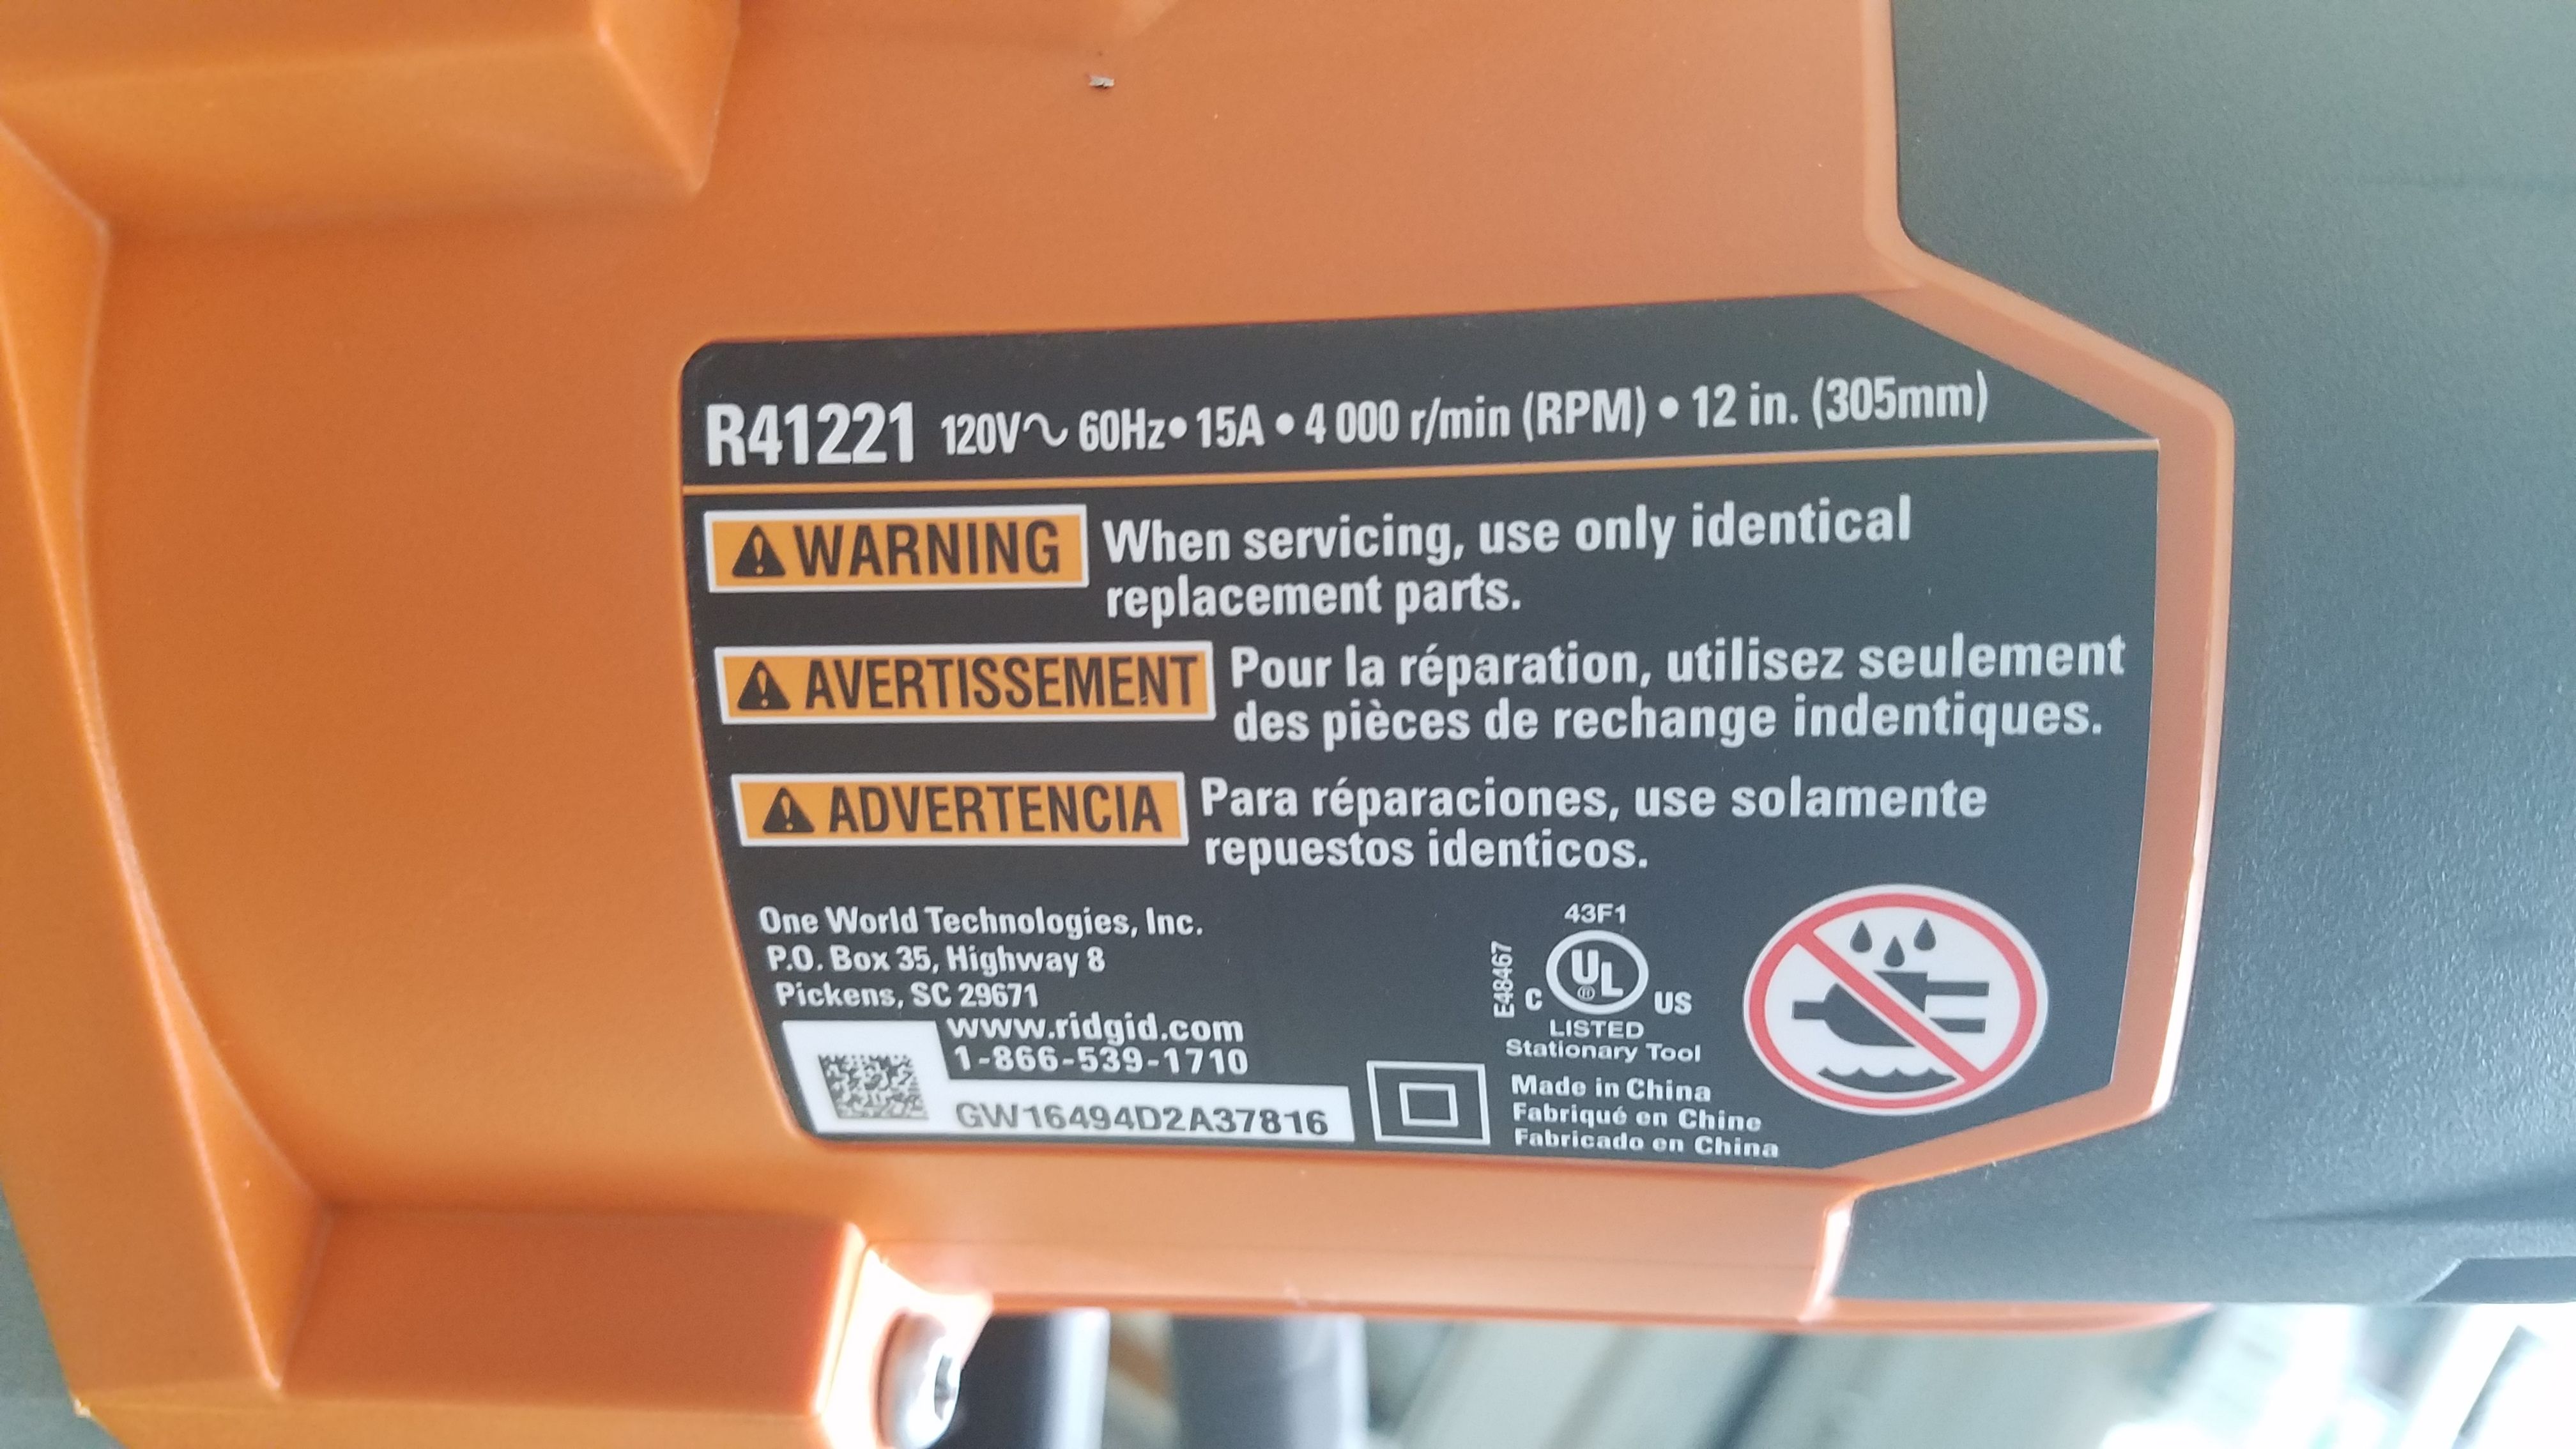 R41221 120V~ 60Hz • 15A • 4 000 r/min (RPM) • 12 in. (305mm)
WARNING When servicing, use only identical
replacement parts.
AVERTISSEMENT Pour la réparation, utilisez seulement
des pièces de rechange indentiques.
ADVERTENCIA Para réparaciones, use solamente
repuestos identicos.
One World Technologies, Inc.
P.O. Box 35, Highway 8
Pickens, SC 29671
www.ridgid.com
1-866-539-1710
GW16494D2A37816
43F1
E48467
C UL ® US
LISTED
Stationary Tool
Made in China
Fabriqué en Chine
Fabricado en China